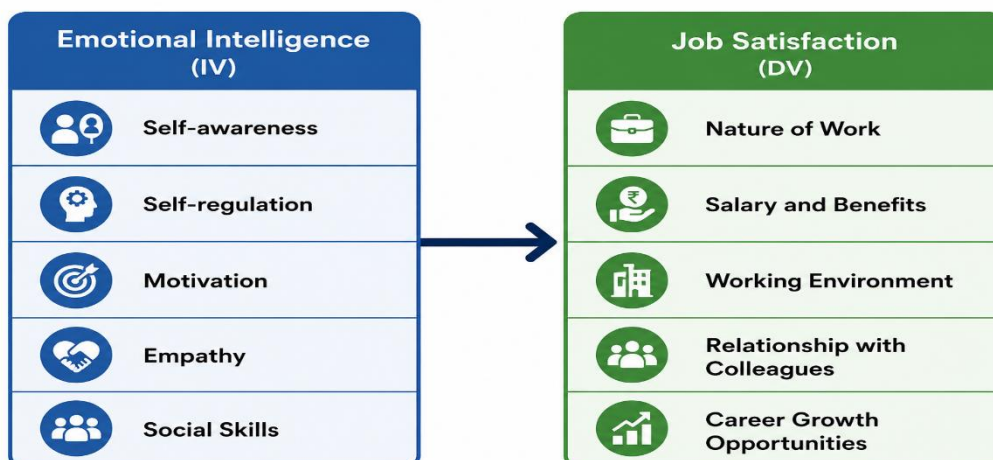 Emotional Intelligence
(IV)
Self-awareness
Self-regulation
Motivation
Empathy
Social Skills
Job Satisfaction
(DV)
Nature of Work
₹
Salary and Benefits
Working Environment
Relationship with
Colleagues
Career Growth
Opportunities